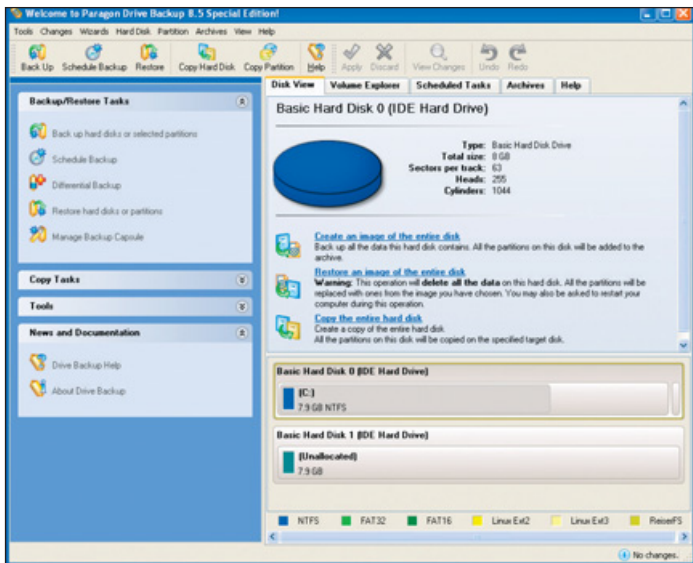 Welcome to Paragon Drive Backup 8.5 Special Edition!
Tools Changes Wizards Hard Disk Partition Archives View Help
Back Up Schedule Backup Restore Copy Hard Disk Copy Partition Help Apply Discard View Changes Undo Redo
Backup/Restore Tasks
Back up hard disks or selected partitions
Schedule Backup
Differential Backup
Restore hard disks or partitions
Manage Backup Capsule
Copy Tasks
Tools
News and Documentation
Drive Backup Help
About Drive Backup
Disk View Volume Explorer Scheduled Tasks Archives Help
Basic Hard Disk 0 (IDE Hard Drive)
Type: Basic Hard Disk Drive
Total size: 8 GB
Sectors per track: 63
Heads: 255
Cylinders: 1044
Create an image of the entire disk
Back up all the data this hard disk contains. All the partitions on this disk will be added to the
archive.
Restore an image of the entire disk
Warning: This operation will delete all the data on this hard disk. All the partitions will be
replaced with ones from the image you have chosen. You may also be asked to restart your
computer during this operation.
Copy the entire hard disk
Create a copy of the entire hard disk.
All the partitions on this disk will be copied on the specified target disk.
Basic Hard Disk 0 (IDE Hard Drive)
(C:)
7.9 GB NTFS
Basic Hard Disk 1 (IDE Hard Drive)
(Unallocated)
7.9 GB
NTFS FAT32 FAT16 Linux Ext2 Linux Ext3 ReiserFS
No changes.